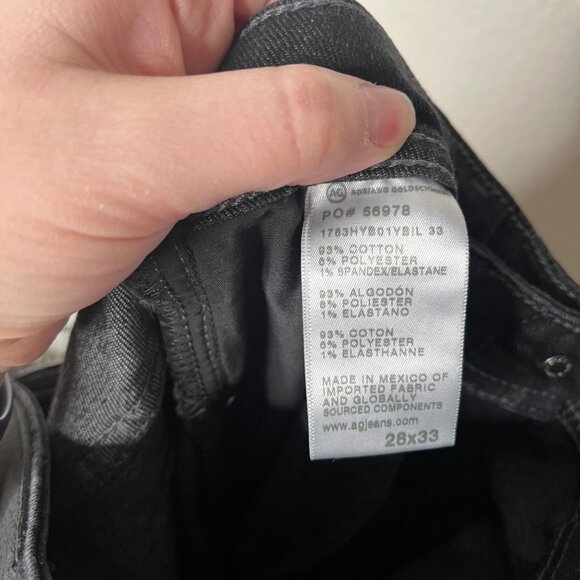 AG ADRIANO GOLDSCHMI
PO# 56978
1763HYB01YBIL 33
93% COTTON
6% POLYESTER
1% SPANDEX/ELASTANE
93% ALGODÓN
6% POLIESTER
1% ELASTANO
93% COTON
6% POLYESTER
1% ELASTHANNE
MADE IN MEXICO OF
IMPORTED FABRIC
AND GLOBALLY
SOURCED COMPONENTS
www.agjeans.com
28x33